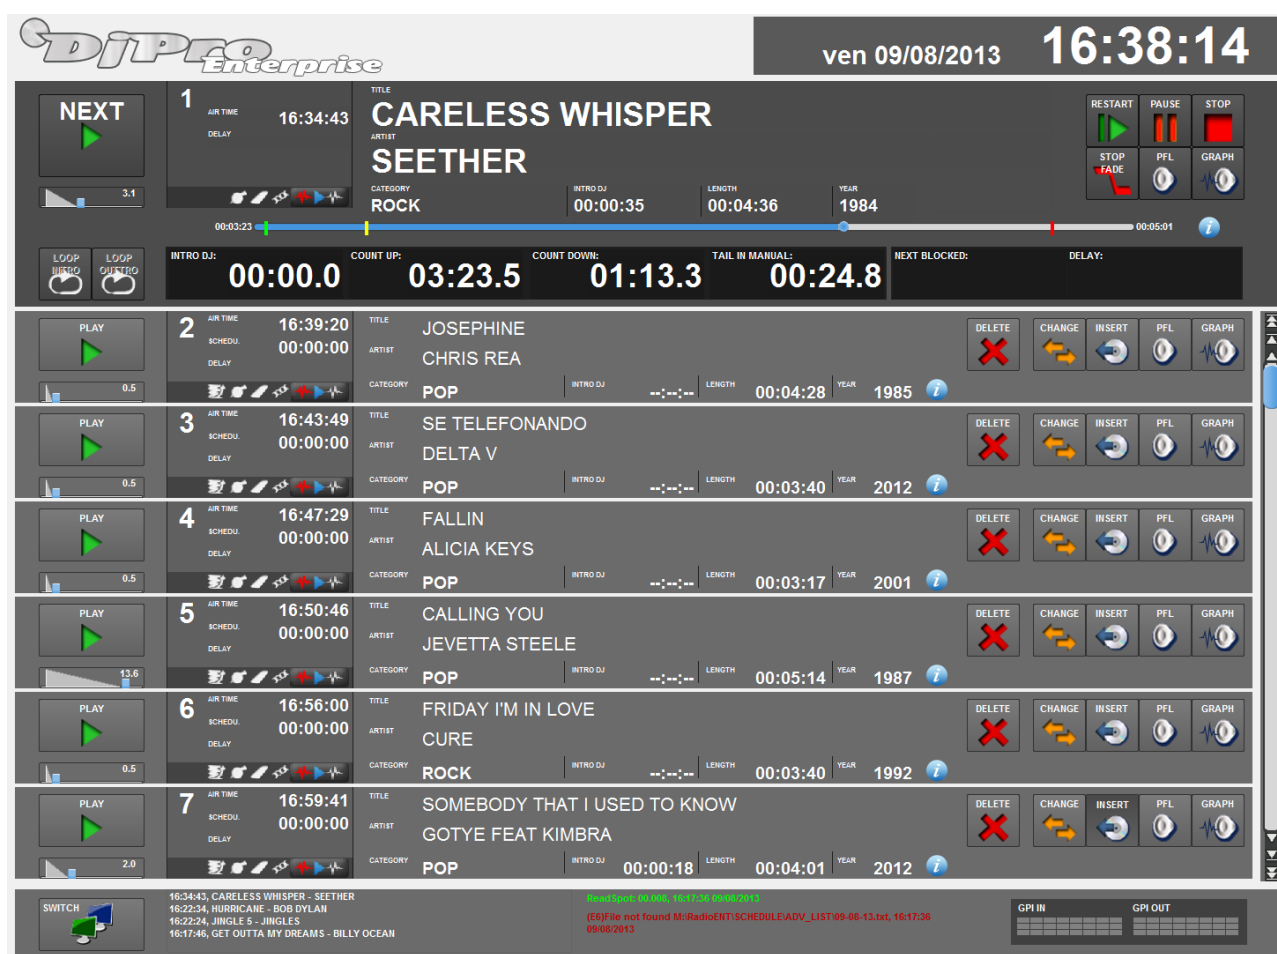 DjPro Enterprise
ven 09/08/2013 16:38:14
NEXT
3.1
1
AIR TIME 16:34:43
DELAY
TITLE
CARELESS WHISPER
ARTIST
SEETHER
CATEGORY INTRO DJ LENGTH YEAR
ROCK 00:00:35 00:04:36 1984
RESTART PAUSE STOP
STOP FADE PFL GRAPH
00:03:23 00:05:01
LOOP INTRO LOOP OUTTRO
INTRO DJ: 00:00.0 COUNT UP: 03:23.5 COUNT DOWN: 01:13.3 TAIL IN MANUAL: 00:24.8 NEXT BLOCKED: DELAY:
PLAY
0.5
2
AIR TIME 16:39:20
SCHEDU. 00:00:00
DELAY
TITLE JOSEPHINE
ARTIST CHRIS REA
CATEGORY POP INTRO DJ --:--:-- LENGTH 00:04:28 YEAR 1985
DELETE CHANGE INSERT PFL GRAPH
PLAY
0.5
3
AIR TIME 16:43:49
SCHEDU. 00:00:00
DELAY
TITLE SE TELEFONANDO
ARTIST DELTA V
CATEGORY POP INTRO DJ --:--:-- LENGTH 00:03:40 YEAR 2012
DELETE CHANGE INSERT PFL GRAPH
PLAY
0.5
4
AIR TIME 16:47:29
SCHEDU. 00:00:00
DELAY
TITLE FALLIN
ARTIST ALICIA KEYS
CATEGORY POP INTRO DJ --:--:-- LENGTH 00:03:17 YEAR 2001
DELETE CHANGE INSERT PFL GRAPH
PLAY
13.6
5
AIR TIME 16:50:46
SCHEDU. 00:00:00
DELAY
TITLE CALLING YOU
ARTIST JEVETTA STEELE
CATEGORY POP INTRO DJ --:--:-- LENGTH 00:05:14 YEAR 1987
DELETE CHANGE INSERT PFL GRAPH
PLAY
0.5
6
AIR TIME 16:56:00
SCHEDU. 00:00:00
DELAY
TITLE FRIDAY I'M IN LOVE
ARTIST CURE
CATEGORY ROCK INTRO DJ --:--:-- LENGTH 00:03:40 YEAR 1992
DELETE CHANGE INSERT PFL GRAPH
PLAY
2.0
7
AIR TIME 16:59:41
SCHEDU. 00:00:00
DELAY
TITLE SOMEBODY THAT I USED TO KNOW
ARTIST GOTYE FEAT KIMBRA
CATEGORY POP INTRO DJ 00:00:18 LENGTH 00:04:01 YEAR 2012
DELETE CHANGE INSERT PFL GRAPH
SWITCH
16:34:43, CARELESS WHISPER - SEETHER
16:22:34, HURRICANE - BOB DYLAN
16:22:24, JINGLE 5 - JINGLES
16:17:46, GET OUTTA MY DREAMS - BILLY OCEAN
ReadSpot: 00.008, 16:17:36 09/08/2013
(E6)File not found M:\RadioENT\SCHEDULE\ADV_LIST\09-08-13.txt, 16:17:36
09/08/2013
GPI IN GPI OUT